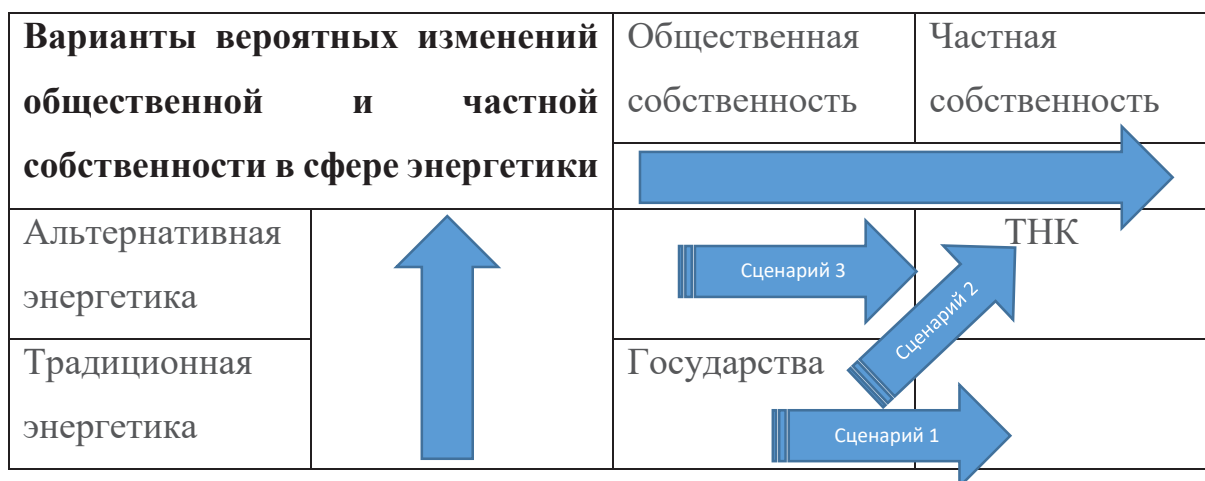 Варианты вероятных изменений
общественной и частной
собственности в сфере энергетики
Общественная
собственность
Частная
собственность
Альтернативная
энергетика
Сценарий 3
ТНК
Сценарий 2
Традиционная
энергетика
Государства
Сценарий 1